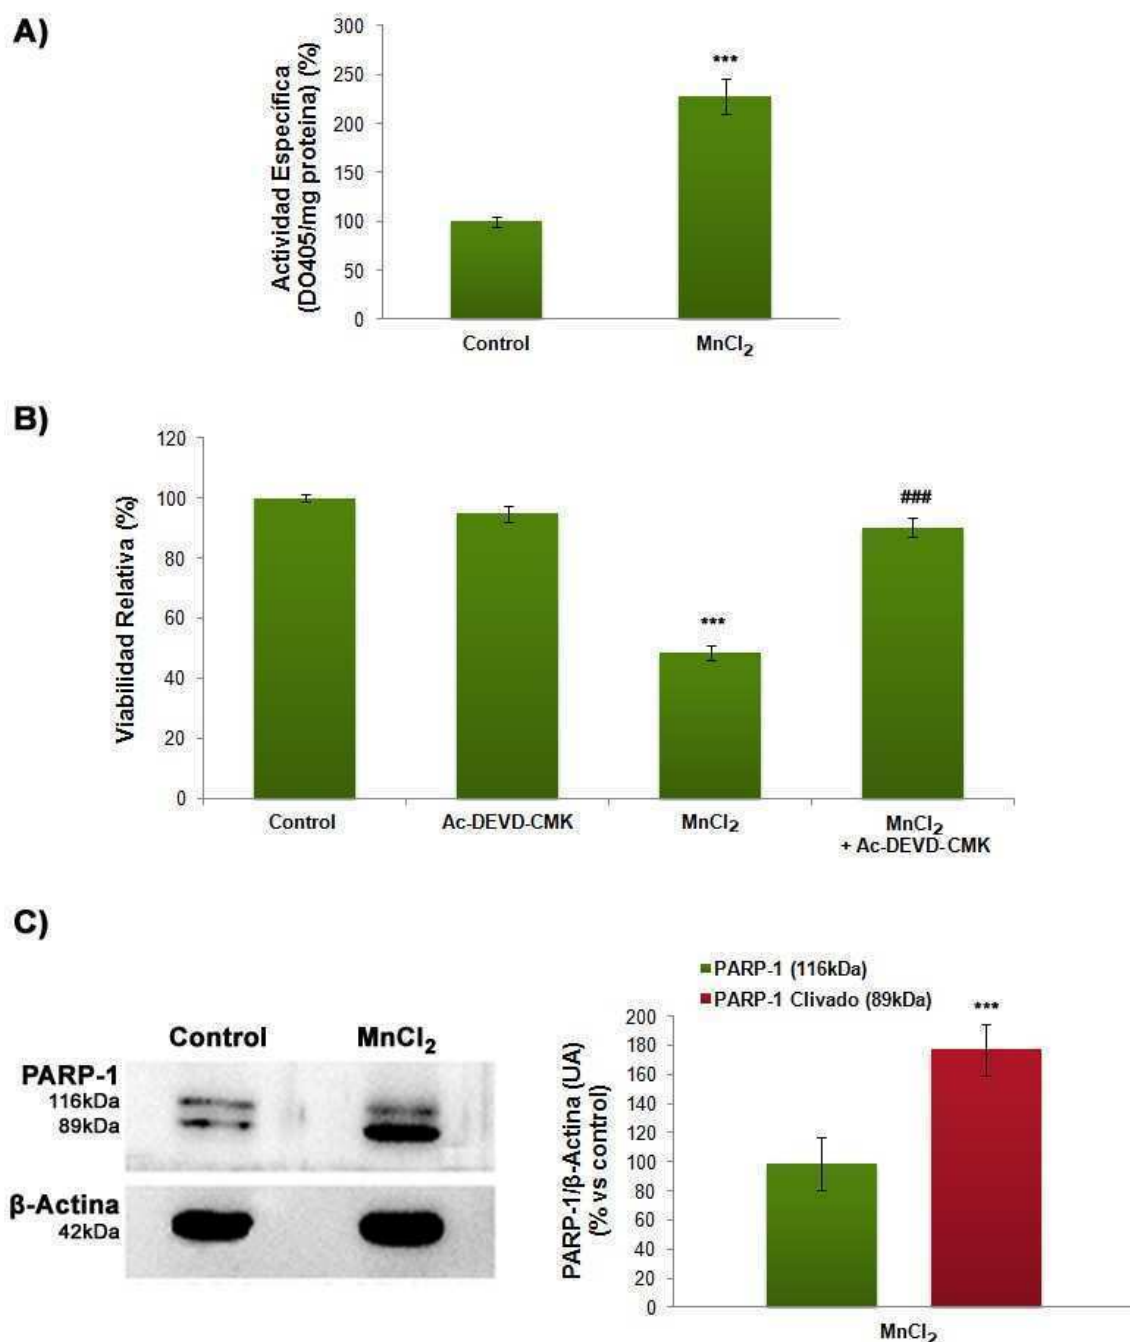 A)
Actividad Específica
(DO405/mg proteina) (%)
300
250
200
150
100
50
0
***
Control
MnCl2
B)
Viabilidad Relativa (%)
120
100
80
60
40
20
0
***
###
Control
Ac-DEVD-CMK
MnCl2
MnCl2
+ Ac-DEVD-CMK
C)
Control
MnCl2
PARP-1
116kDa
89kDa
β-Actina
42kDa
PARP-1 (116kDa)
PARP-1 Clivado (89kDa)
***
PARP-1/β-Actina (UA)
(% vs control)
200
180
160
140
120
100
80
60
40
20
0
MnCl2